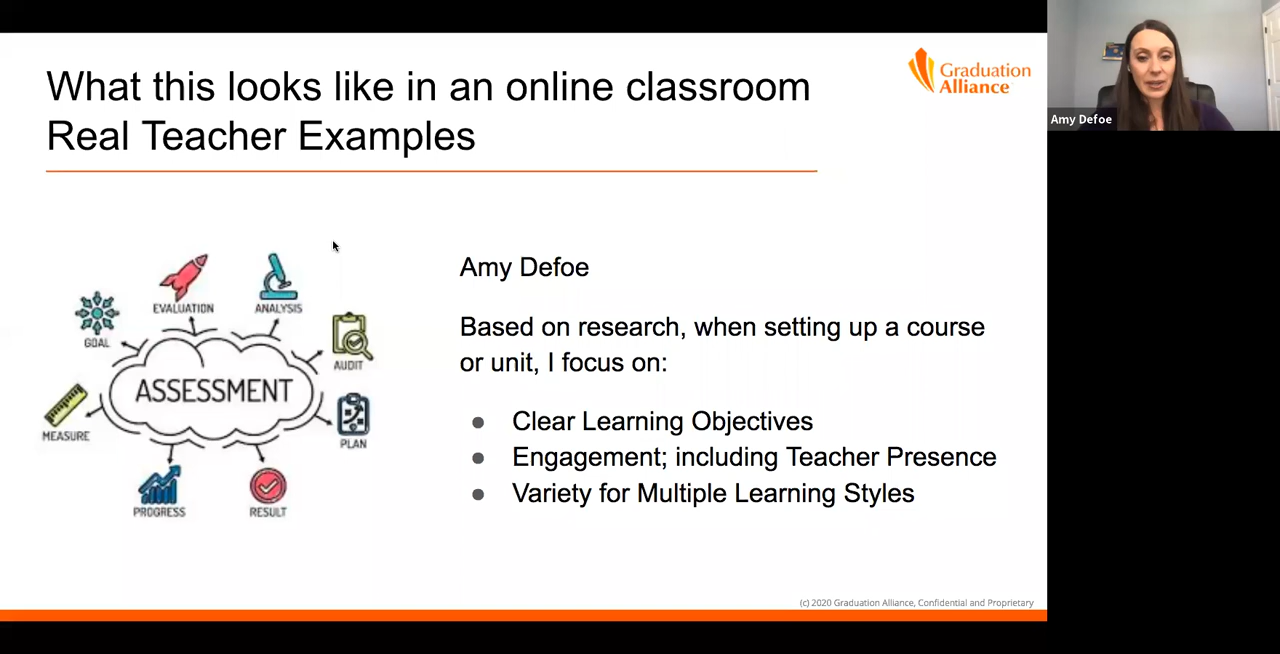 What this looks like in an online classroom
Real Teacher Examples
Graduation
Alliance
Amy Defoe
EVALUATION
ANALYSIS
GOAL
AUDIT
ASSESSMENT
MEASURE
PLAN
PROGRESS
RESULT
Amy Defoe
Based on research, when setting up a course
or unit, I focus on:
● Clear Learning Objectives
● Engagement; including Teacher Presence
● Variety for Multiple Learning Styles
(c) 2020 Graduation Alliance, Confidential and Proprietary